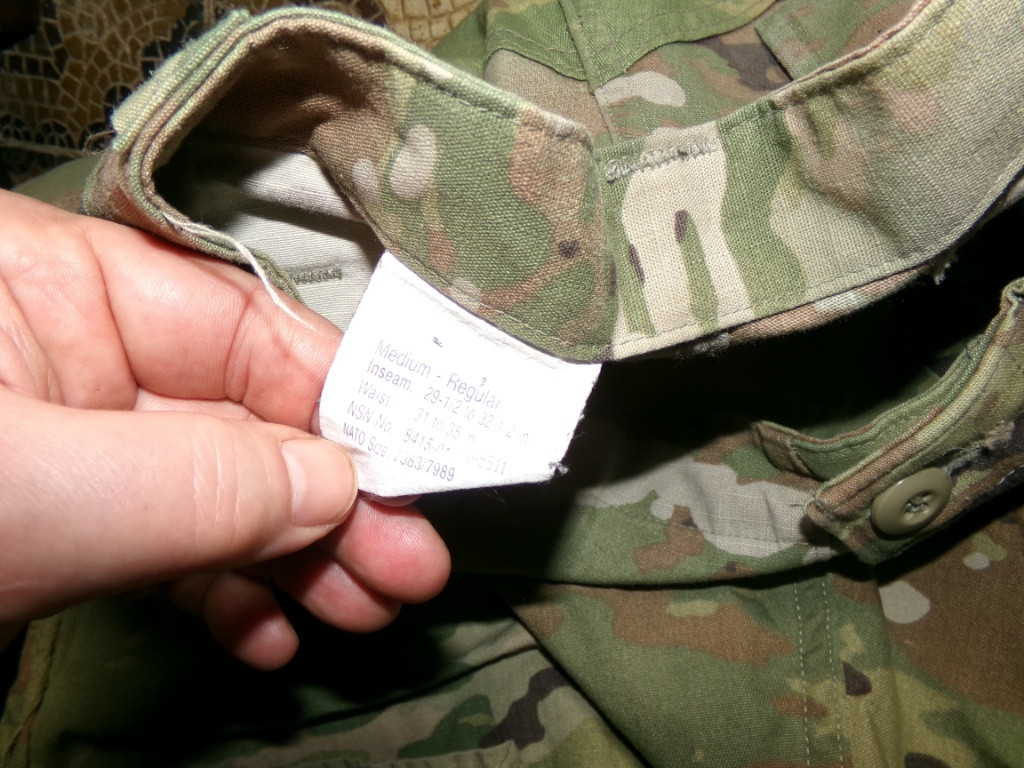 Medium - Regular
Inseam: 29-1/2 to 32-1/2 in
Waist: 31 to 35 in
NSN No. 8415-01
NATO Size: 7583/7989